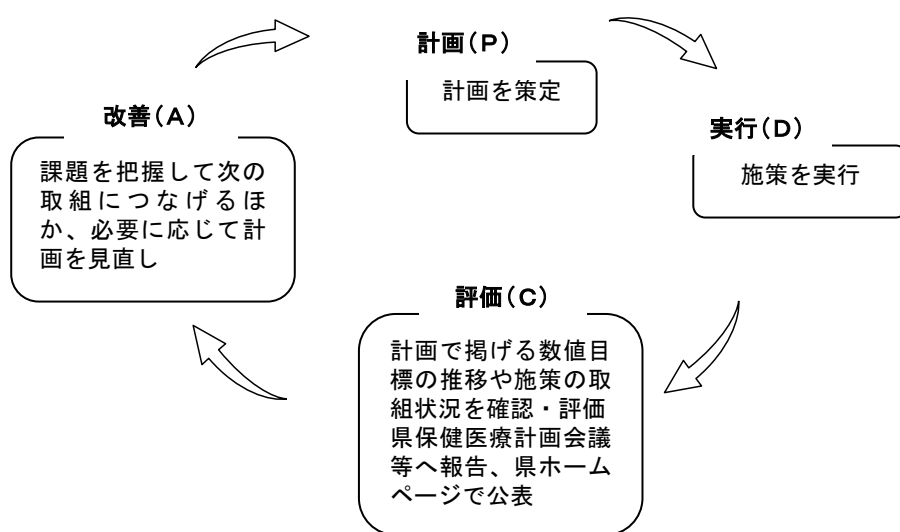 計画(P)
計画を策定
実行(D)
施策を実行
評価(C)
計画で掲げる数値目
標の推移や施策の取
組状況を確認・評価
県保健医療計画会議
等へ報告、県ホーム
ページで公表
改善(A)
課題を把握して次の
取組につなげるほ
か、必要に応じて計
画を見直し